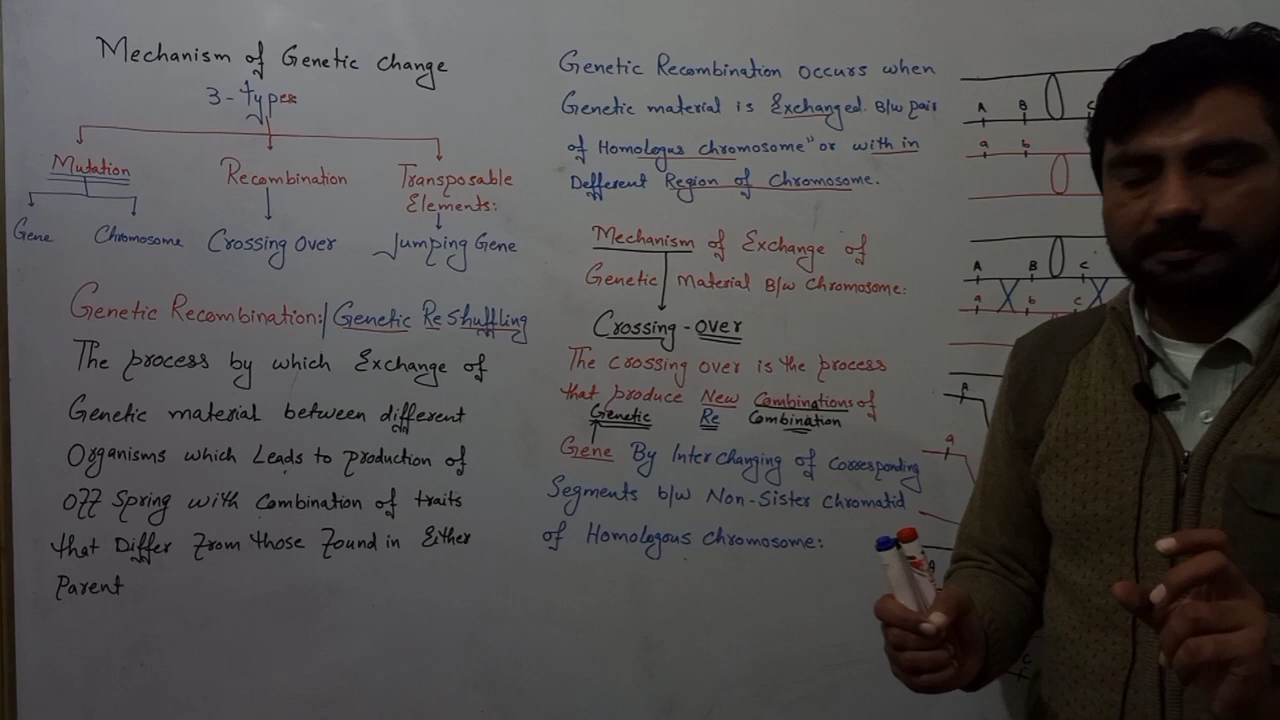 Mechanism of Genetic change
3-types
Mutation
Recombination
Transposable
Elements:
Gene
Chromosome
Crossing Over
Jumping Gene
Genetic Recombination:/Genetic ReShuffling
The process by which Exchange of
Genetic material between different
Organisms which Leads to production of
OFF Spring with Combination of traits
that Differ From those Found in Either
Parent
Genetic Recombination occurs when
Genetic material is Exchanged. B/w pair
of Homologus chromosome" or with in
Defferent Region of Chromosome.
Mechanism of Exchange of
Genetic Material B/w Chromosome:
Crossing-over
The crossing over is the process
that produce New Combinations of
Genetic Re Combination
Gene By Inter changing of Corresponding
Segments b/w Non-Sister Chromatid
of Homologous chromosome:
A B C
a b
A B C
a b c
A
a
A
C